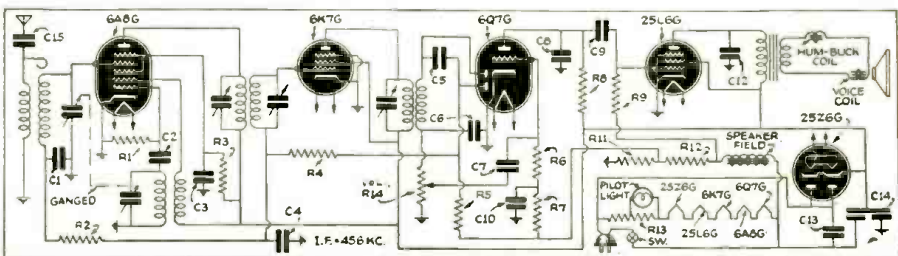 6A8G
6K7G
6Q7G
25L6G
C15
C5
C8
C9
C12
HUM-BUCK
COIL
VOICE
COIL
R8
R9
C6
25Z6G
C2
R1
R3
R11
R12
SPEAKER
FIELD
C1
R4
C7
R6
VOL.
R14
PILOT
LIGHT
25Z6G
6K7G
6Q7G
GANGED
C3
R5
C10
R7
C13
C14
R2
C4
I.F.=456 KC.
R13
SW.
25L6G
6A8G